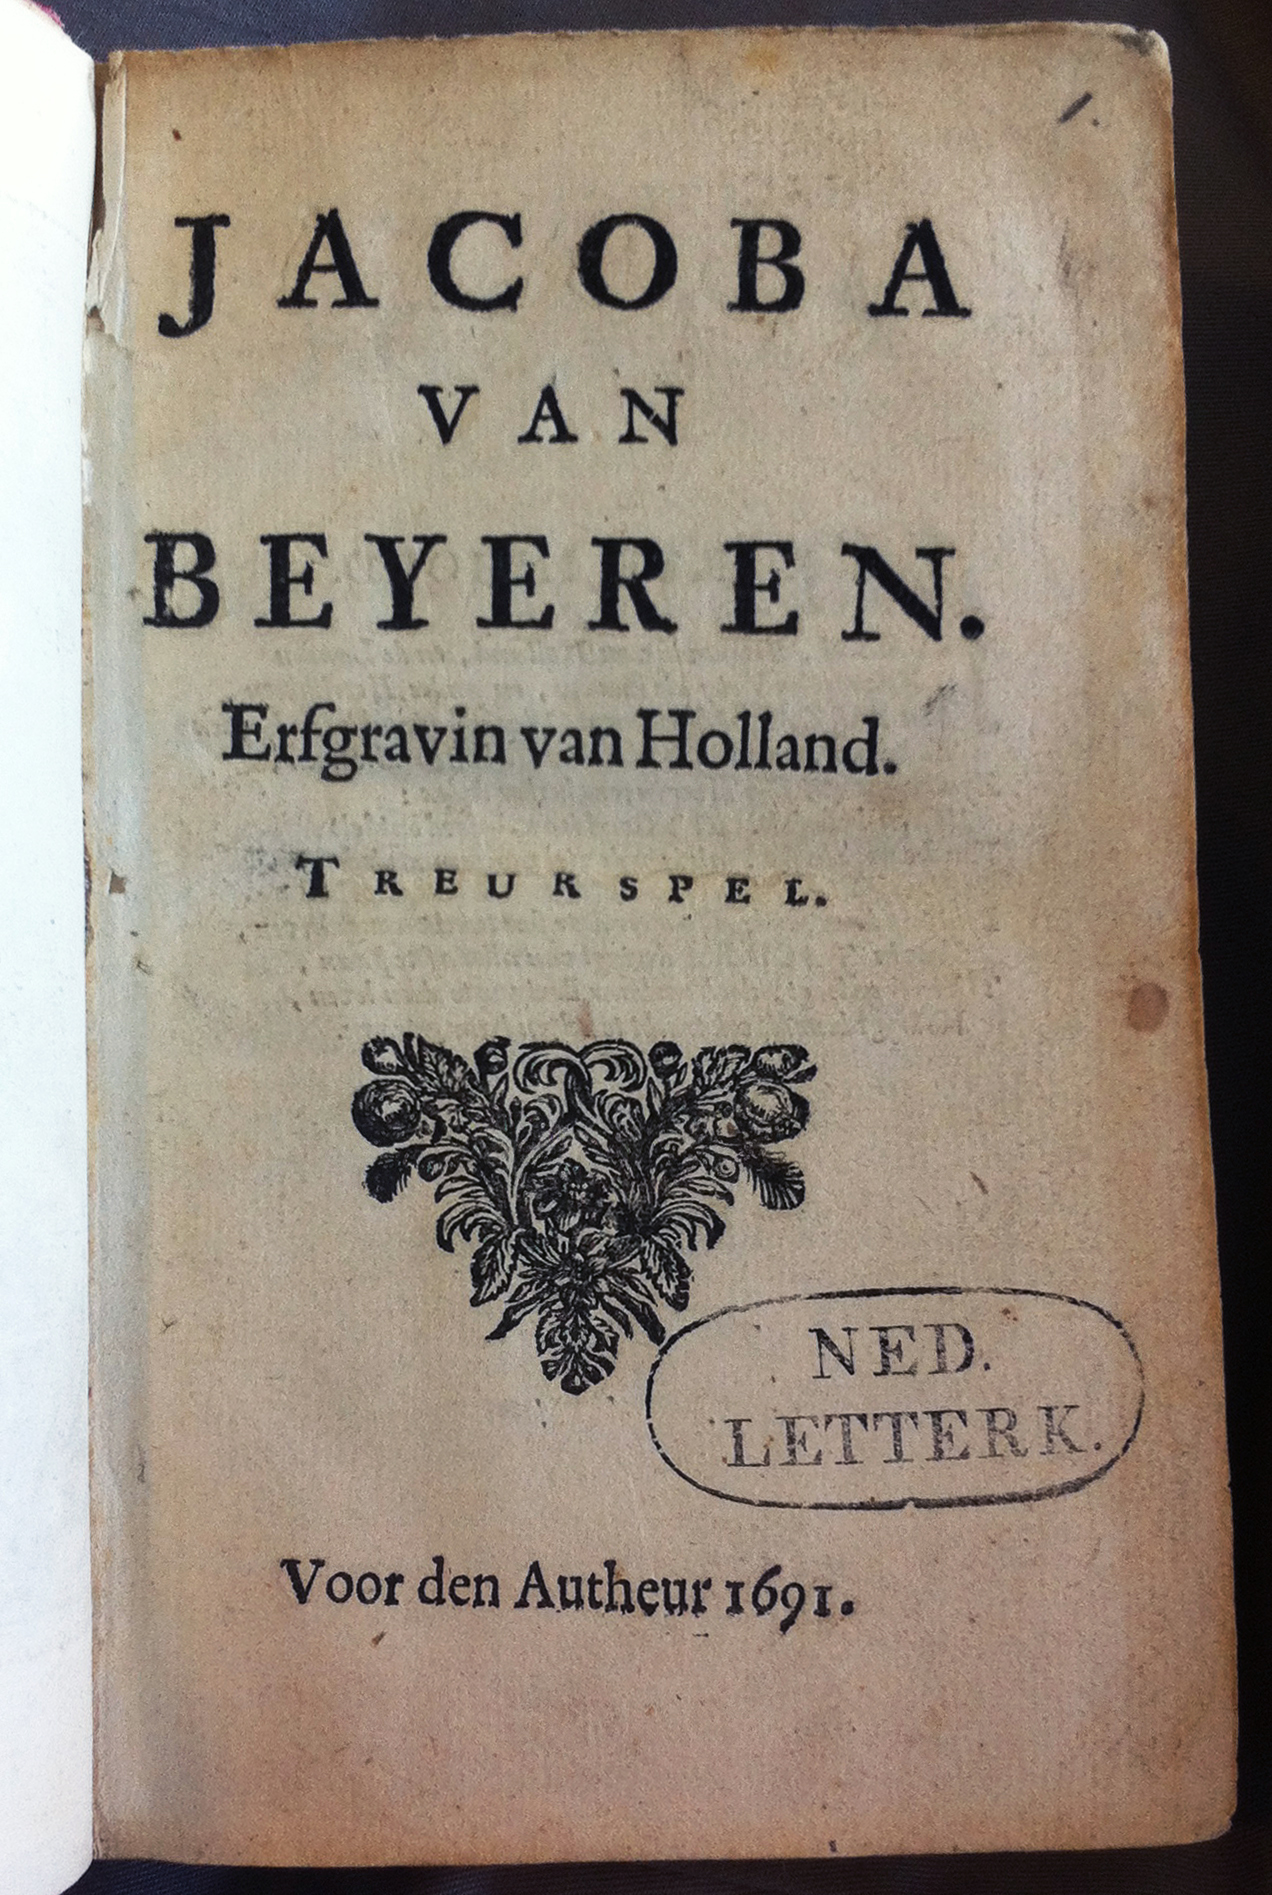 JACOBA
VAN
BEYEREN.
Erfgravin van Holland.
TREURSPEL.
NED.
LETTERK.
Voor den Autheur 1691.